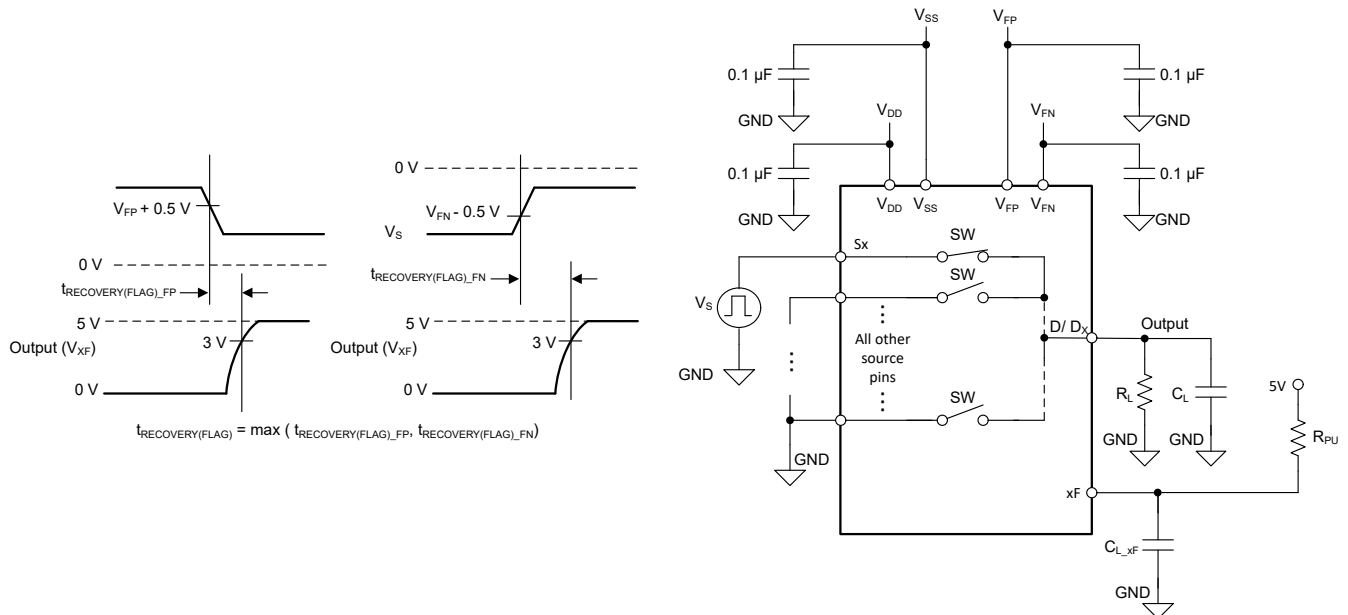 0 V
V_FP + 0.5 V
0 V
t_RECOVERY(FLAG)_FP
5 V
3 V
Output (V_XF)
0 V
V_FN - 0.5 V
V_S
t_RECOVERY(FLAG)_FN
5 V
3 V
Output (V_XF)
0 V
t_RECOVERY(FLAG) = max ( t_RECOVERY(FLAG)_FP, t_RECOVERY(FLAG)_FN)
V_SS
V_FP
0.1 µF
0.1 µF
GND
V_DD
V_FN
GND
0.1 µF
0.1 µF
GND
V_DD
V_SS
V_FP
V_FN
GND
Sx
SW
SW
V_S
GND
⋮
⋮
All other
source
pins
⋮
SW
GND
D/ Dx
Output
R_L
C_L
GND
GND
5V
R_PU
xF
C_L_xF
GND